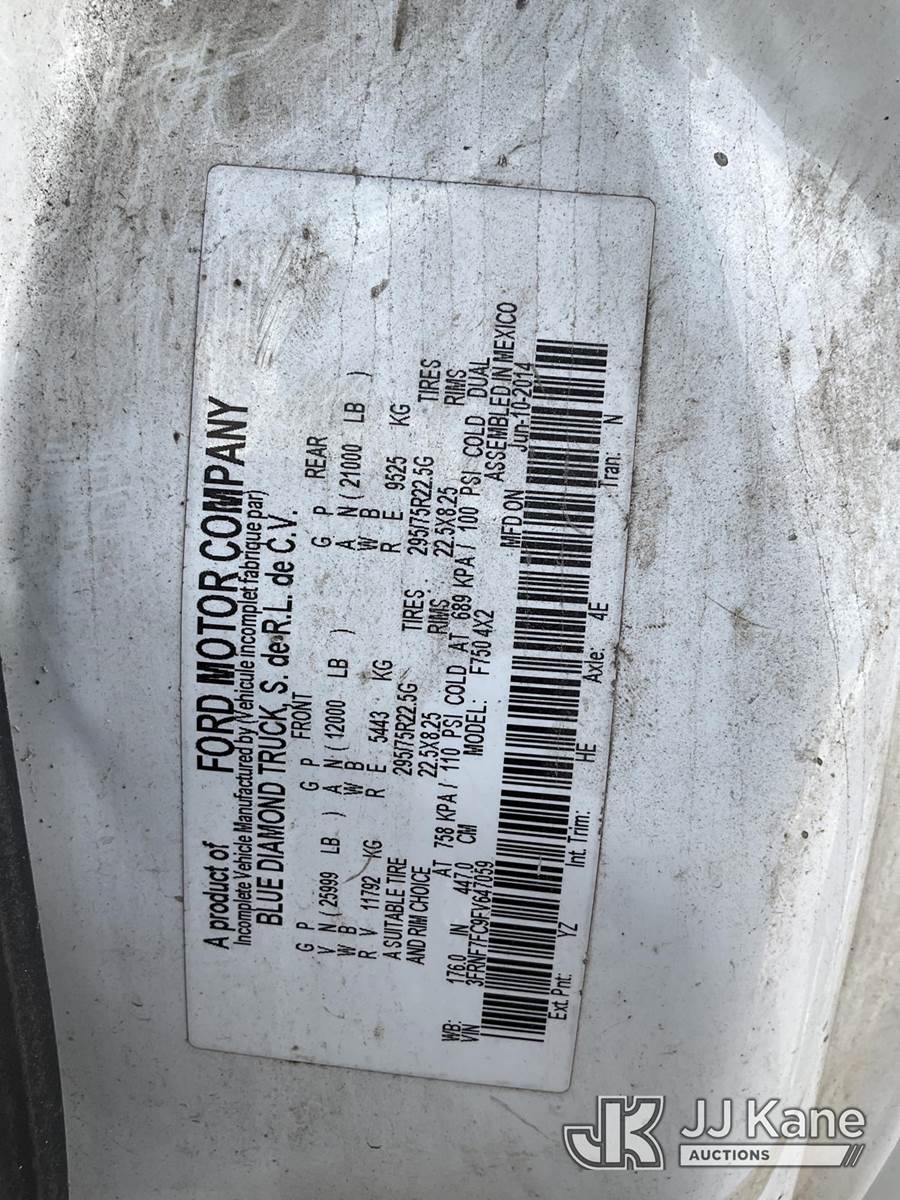 A product of FORD MOTOR COMPANY
Incomplete Vehicle Manufactured by (Vehicule incomplet fabrique par)
BLUE DIAMOND TRUCK, S. de R.L. de C.V.
FRONT REAR
G P G P G P
V N ( 25999 LB ) A N ( 12000 LB ) A N ( 21000 LB )
W B W B W B
R V 11792 KG R E 5443 KG R E 9525 KG
A SUITABLE TIRE 295/75R22.5G TIRES . 295/75R22.5G TIRES
AND RIM CHOICE 22.5X8.25 RIMS . 22.5X8.25 RIMS
AT 758 KPA / 110 PSI COLD AT 689 KPA / 100 PSI COLD DUAL
WB: 176.0 IN 447.0 CM MODEL: F750 4X2 ASSEMBLED IN MEXICO
VIN 3FRNF7FC9FV647059 MFD ON Jun-10-2014
Ext. Pnt: YZ Int. Trim: HE Axle: 4E Tran: N
JK JJ Kane
AUCTIONS